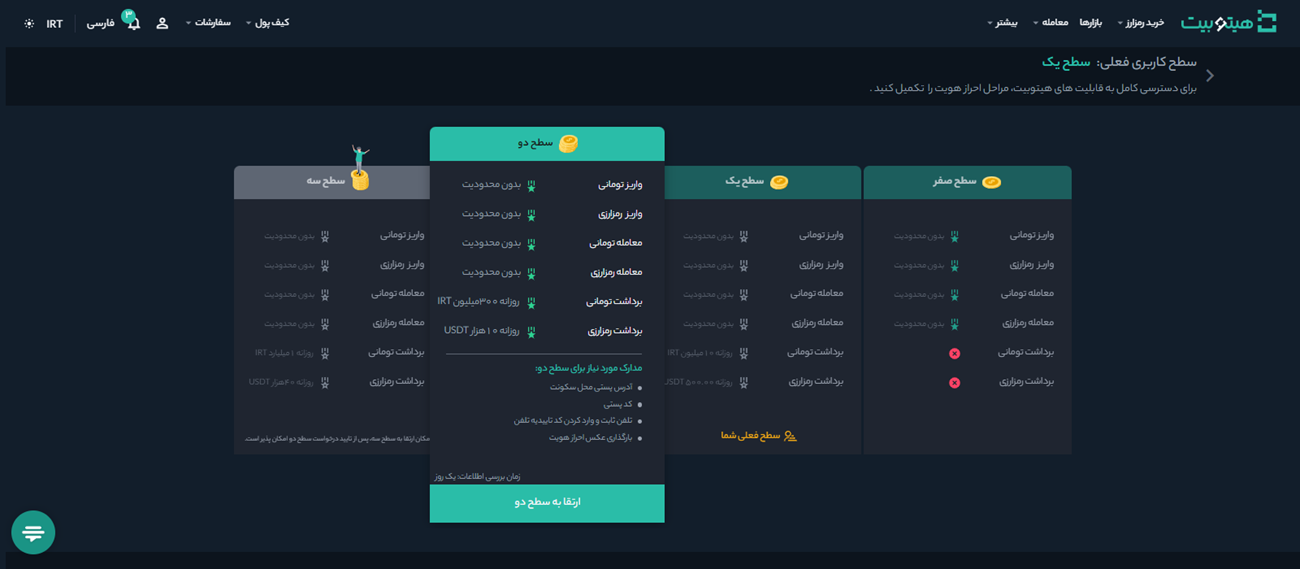 هیتوبیت
خرید رمزارز
بازارها
معامله
بیشتر
کیف پول
سفارشات
۳
فارسی
IRT
سطح کاربری فعلی: سطح یک
برای دسترسی کامل به قابلیت های هیتوبیت، مراحل احراز هویت را تکمیل کنید .
سطح صفر
واریز تومانی بدون محدودیت
واریز رمزارزی بدون محدودیت
معامله تومانی بدون محدودیت
معامله رمزارزی بدون محدودیت
برداشت تومانی
برداشت رمزارزی
سطح یک
واریز تومانی بدون محدودیت
واریز رمزارزی بدون محدودیت
معامله تومانی بدون محدودیت
معامله رمزارزی بدون محدودیت
برداشت تومانی روزانه ۱۰ میلیون IRT
برداشت رمزارزی روزانه ۵۰۰.۰۰ USDT
سطح فعلی شما
سطح دو
واریز تومانی بدون محدودیت
واریز رمزارزی بدون محدودیت
معامله تومانی بدون محدودیت
معامله رمزارزی بدون محدودیت
برداشت تومانی روزانه ۳۰۰میلیون IRT
برداشت رمزارزی روزانه ۱۰ هزار USDT
مدارک مورد نیاز برای سطح دو:
آدرس پستی محل سکونت
کد پستی
تلفن ثابت و وارد کردن کد تاییدیه تلفن
بارگذاری عکس احراز هویت
زمان بررسی اطلاعات: یک روز
ارتقا به سطح دو
سطح سه
واریز تومانی بدون محدودیت
واریز رمزارزی بدون محدودیت
معامله تومانی بدون محدودیت
معامله رمزارزی بدون محدودیت
برداشت تومانی روزانه ۱ میلیارد IRT
برداشت رمزارزی روزانه ۴۰هزار USDT
مکان ارتقا به سطح سه، پس از تایید درخواست سطح دو امکان پذیر است.